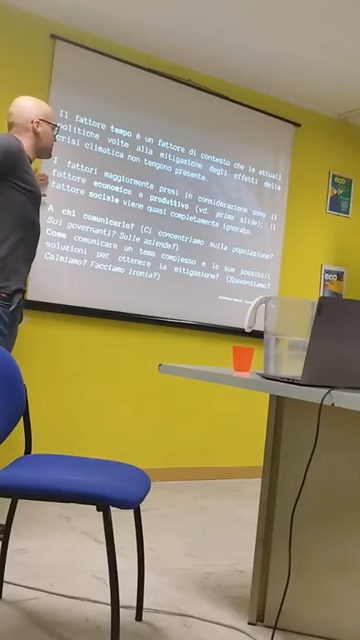 Il fattore tempo è un fattore di contesto che le attuali
politiche volte alla mitigazione degli effetti della
crisi climatica non tengono presente.
I fattori maggiormente presi in considerazione sono il
fattore economico e produttivo (vd. prima slide); il
fattore sociale viene quasi completamente ignorato.
A chi comunicarlo? (Ci concentriamo sulla popolazione?
Sui governanti? Sulle aziende?)
Come comunicare un tema complesso e le sue possibili
soluzioni per ottenere la mitigazione? (Spaventiamo?
Calmiamo? Facciamo ironia?)
eco
eco